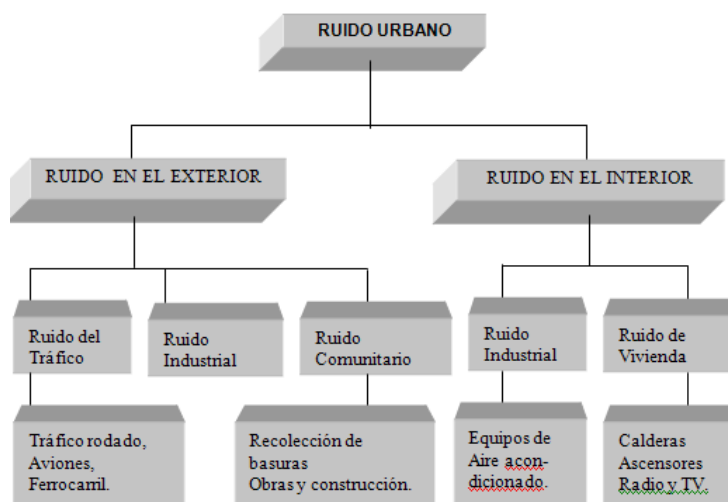 RUIDO URBANO
RUIDO EN EL EXTERIOR
RUIDO EN EL INTERIOR
Ruido del
Tráfico
Ruido
Industrial
Ruido
Comunitario
Ruido
Industrial
Ruido de
Vivienda
Tráfico rodado,
Aviones,
Ferrocarril.
Recolección de
basuras
Obras y construcción.
Equipos de
Aire acon-
dicionado.
Calderas
Ascensores
Radio y TV.